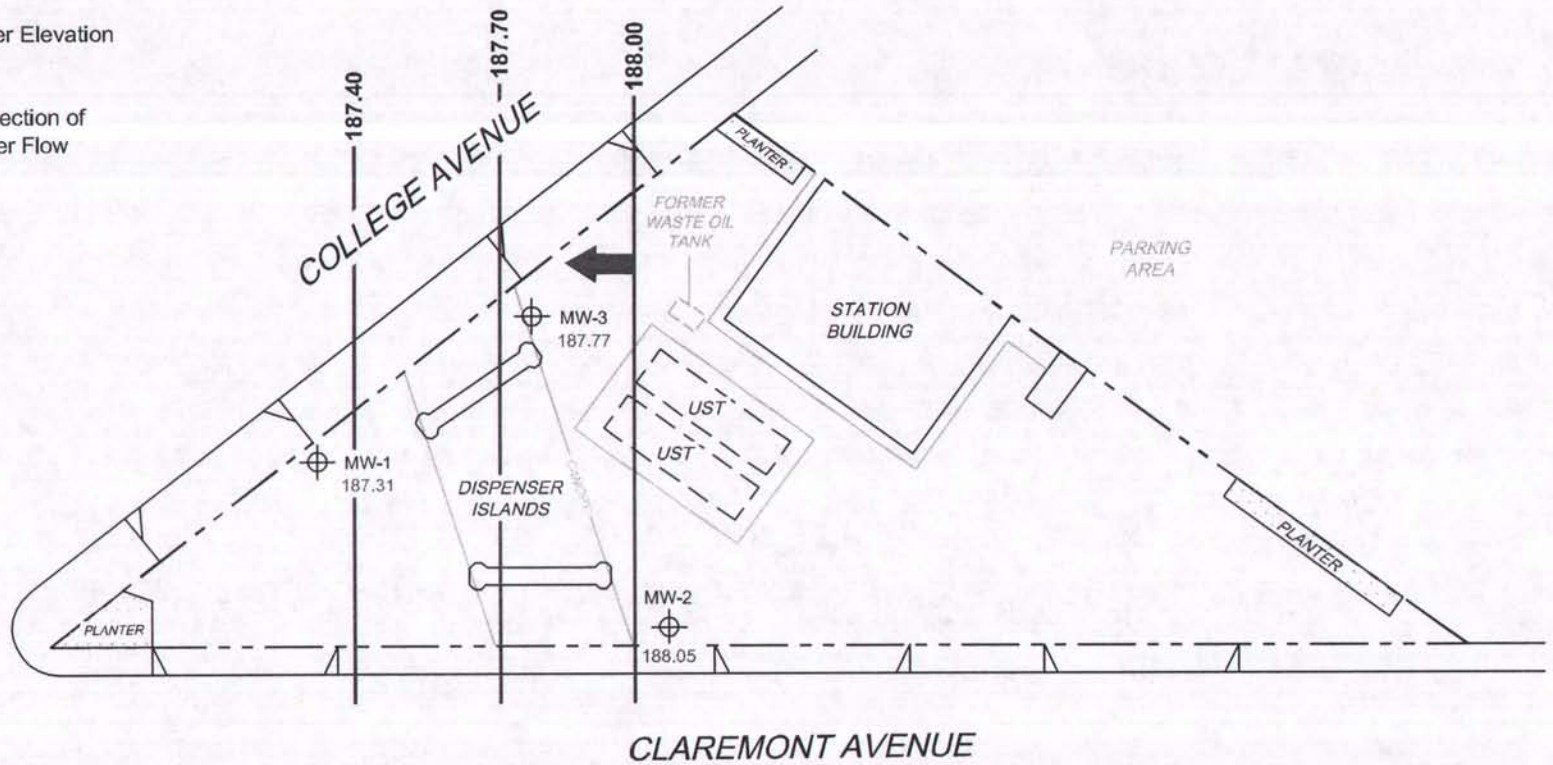 er Elevation
ection of
er Flow
187.40
187.70
188.00
COLLEGE AVENUE
PLANTER
FORMER
WASTE OIL
TANK
PARKING
AREA
STATION
BUILDING
MW-3
187.77
UST
UST
MW-1
187.31
DISPENSER
ISLANDS
PLANTER
MW-2
188.05
PLANTER
CLAREMONT AVENUE